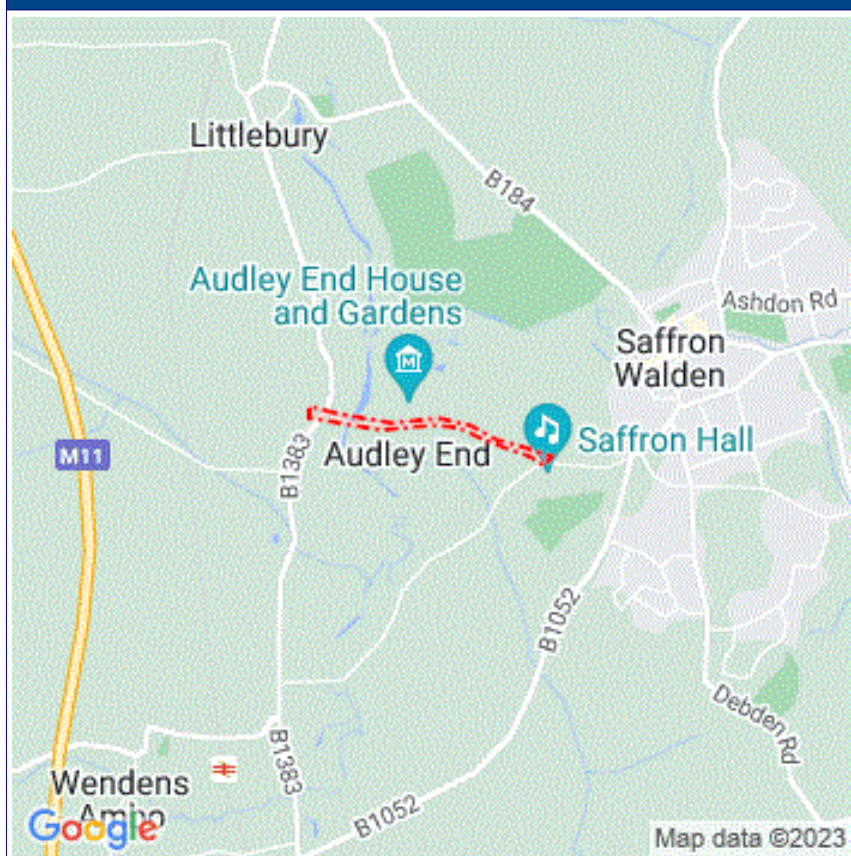 Littlebury
B184
Audley End House
and Gardens
Ashdon Rd
Saffron
Walden
M11
B1383
Audley End
Saffron Hall
B1052
Debden Rd
B1383
Wendens
Ambo
B1052
Google
Map data ©2023